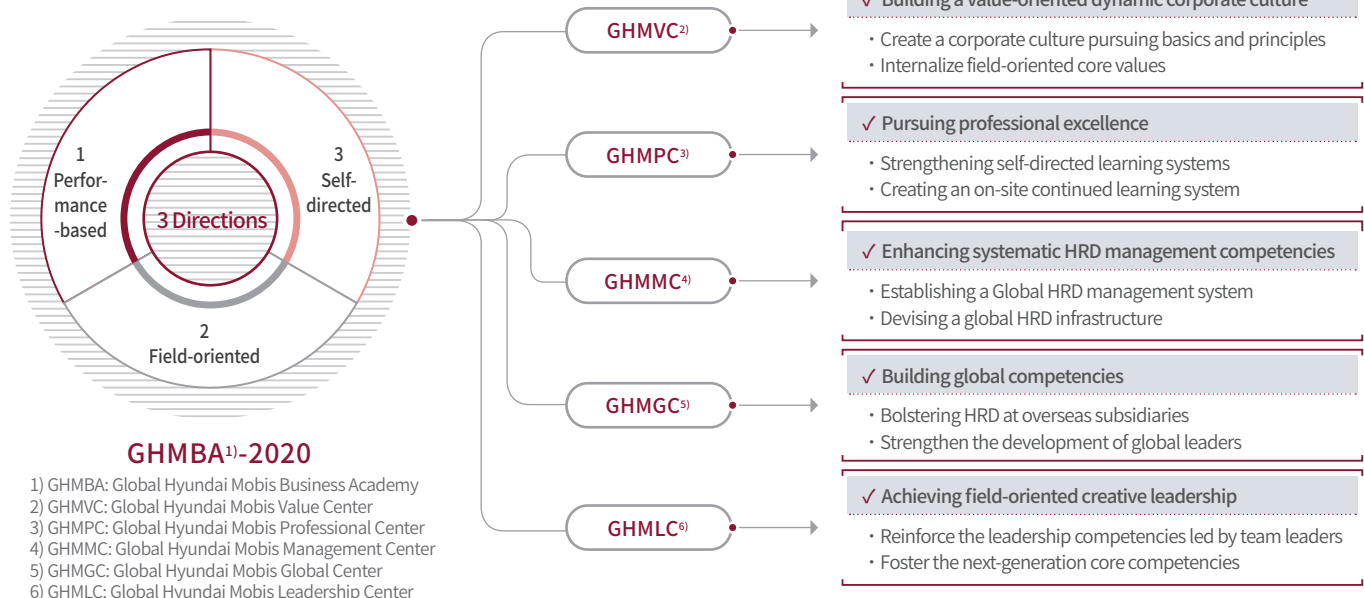 1
Perfor-
mance
-based
3
Self-
directed
3 Directions
2
Field-oriented
GHMBA1)-2020
1) GHMBA: Global Hyundai Mobis Business Academy
2) GHMVC: Global Hyundai Mobis Value Center
3) GHMPC: Global Hyundai Mobis Professional Center
4) GHMMC: Global Hyundai Mobis Management Center
5) GHMGC: Global Hyundai Mobis Global Center
6) GHMLC: Global Hyundai Mobis Leadership Center
GHMVC2)
✓ Building a value-oriented dynamic corporate culture
· Create a corporate culture pursuing basics and principles
· Internalize field-oriented core values
GHMPC3)
✓ Pursuing professional excellence
· Strengthening self-directed learning systems
· Creating an on-site continued learning system
GHMMC4)
✓ Enhancing systematic HRD management competencies
· Establishing a Global HRD management system
· Devising a global HRD infrastructure
GHMGC5)
✓ Building global competencies
· Bolstering HRD at overseas subsidiaries
· Strengthen the development of global leaders
GHMLC6)
✓ Achieving field-oriented creative leadership
· Reinforce the leadership competencies led by team leaders
· Foster the next-generation core competencies